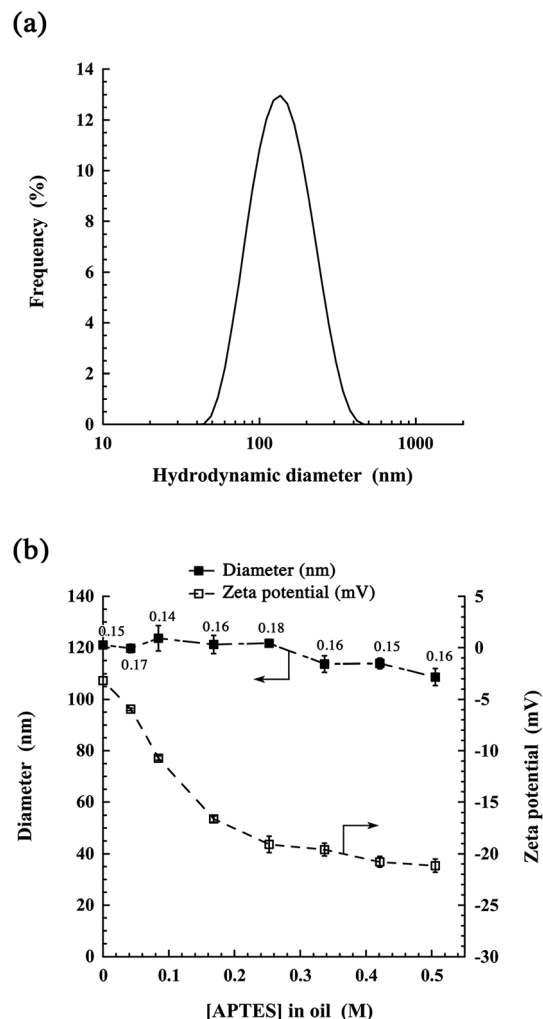 (a)
14
12
10
8
6
4
2
0
Frequency (%)
10 100 1000
Hydrodynamic diameter (nm)
(b)
Diameter (nm)
Zeta potential (mV)
140
120
100
80
60
40
20
0
Diameter (nm)
0.15
0.17
0.14
0.16
0.18
0.16
0.15
0.16
5
0
-5
-10
-15
-20
-25
-30
Zeta potential (mV)
0 0.1 0.2 0.3 0.4 0.5
[APTES] in oil (M)